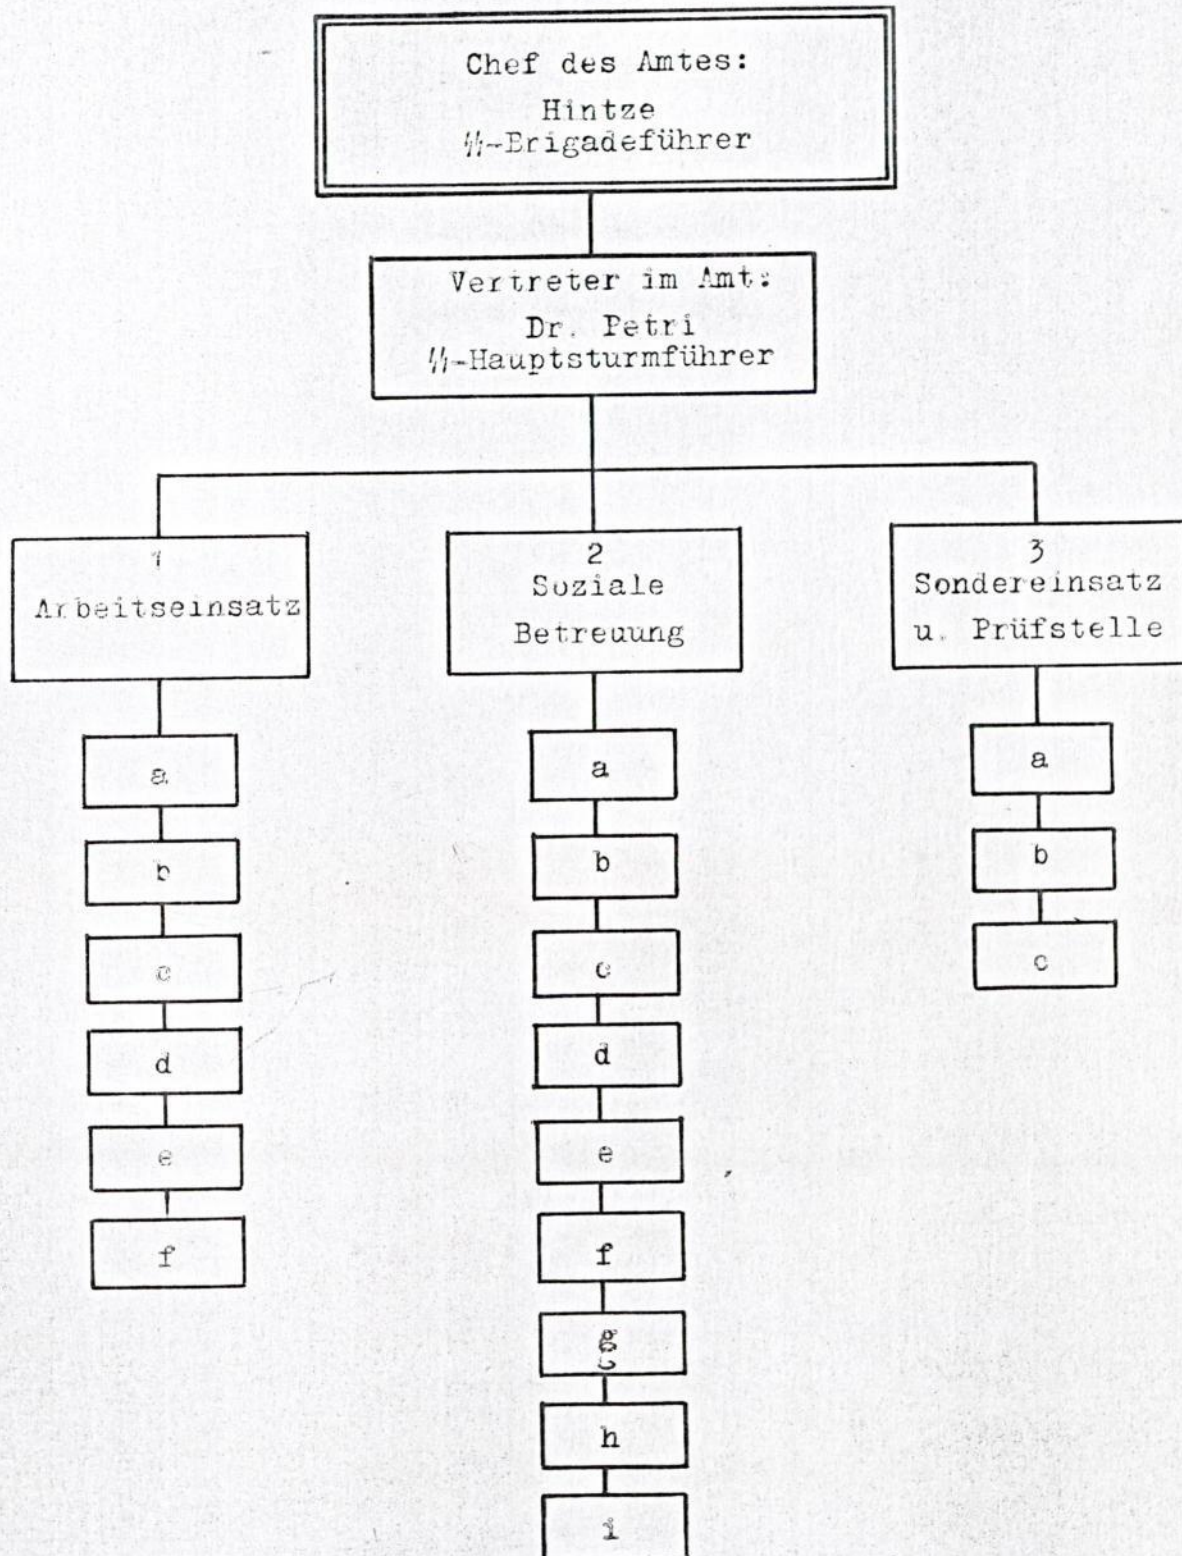 Chef des Amtes:
Hintze
ᛋᛋ-Brigadeführer
Vertreter im Amt:
Dr. Petri
ᛋᛋ-Hauptsturmführer
1
Arbeitseinsatz
2
Soziale
Betreuung
3
Sondereinsatz
u. Prüfstelle
a
b
c
d
e
f
a
b
c
d
e
f
g
h
i
a
b
c